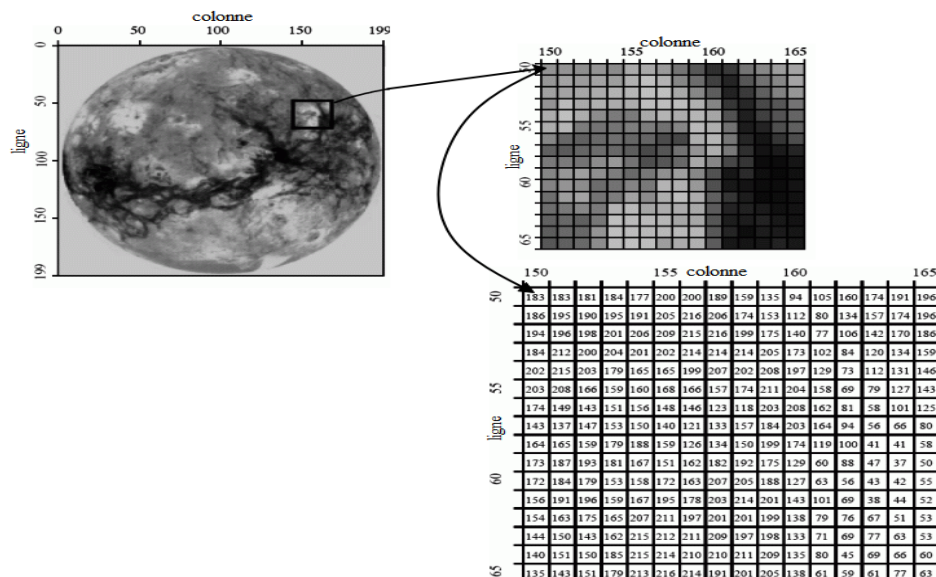 colonne
0 50 100 150 199
0
50
ligne
100
150
199
colonne
150 155 160 165
50
55
ligne
60
65
150 155 colonne 160 165
50 183 183 181 184 177 200 200 189 159 135 94 105 160 174 191 196
186 195 190 195 191 205 216 206 174 153 112 80 134 157 174 196
194 196 198 201 206 209 215 216 199 175 140 77 106 142 170 186
184 212 200 204 201 202 214 214 214 205 173 102 84 120 134 159
202 215 203 179 165 165 199 207 202 208 197 129 73 112 131 146
55 203 208 166 159 160 168 166 157 174 211 204 158 69 79 127 143
174 149 143 151 156 148 146 123 118 203 208 162 81 58 101 125
ligne 143 137 147 153 150 140 121 133 157 184 203 164 94 56 66 80
164 165 159 179 188 159 126 134 150 199 174 119 100 41 41 58
173 187 193 181 167 151 162 182 192 175 129 60 88 47 37 50
60 172 184 179 153 158 172 163 207 205 188 127 63 56 43 42 55
156 191 196 159 167 195 178 203 214 201 143 101 69 38 44 52
154 163 175 165 207 211 197 201 201 199 138 79 76 67 51 53
144 150 143 162 215 212 211 209 197 198 133 71 69 77 63 53
140 151 150 185 215 214 210 210 211 209 135 80 45 69 66 60
65 135 143 151 179 213 216 214 191 201 205 138 61 59 61 77 63